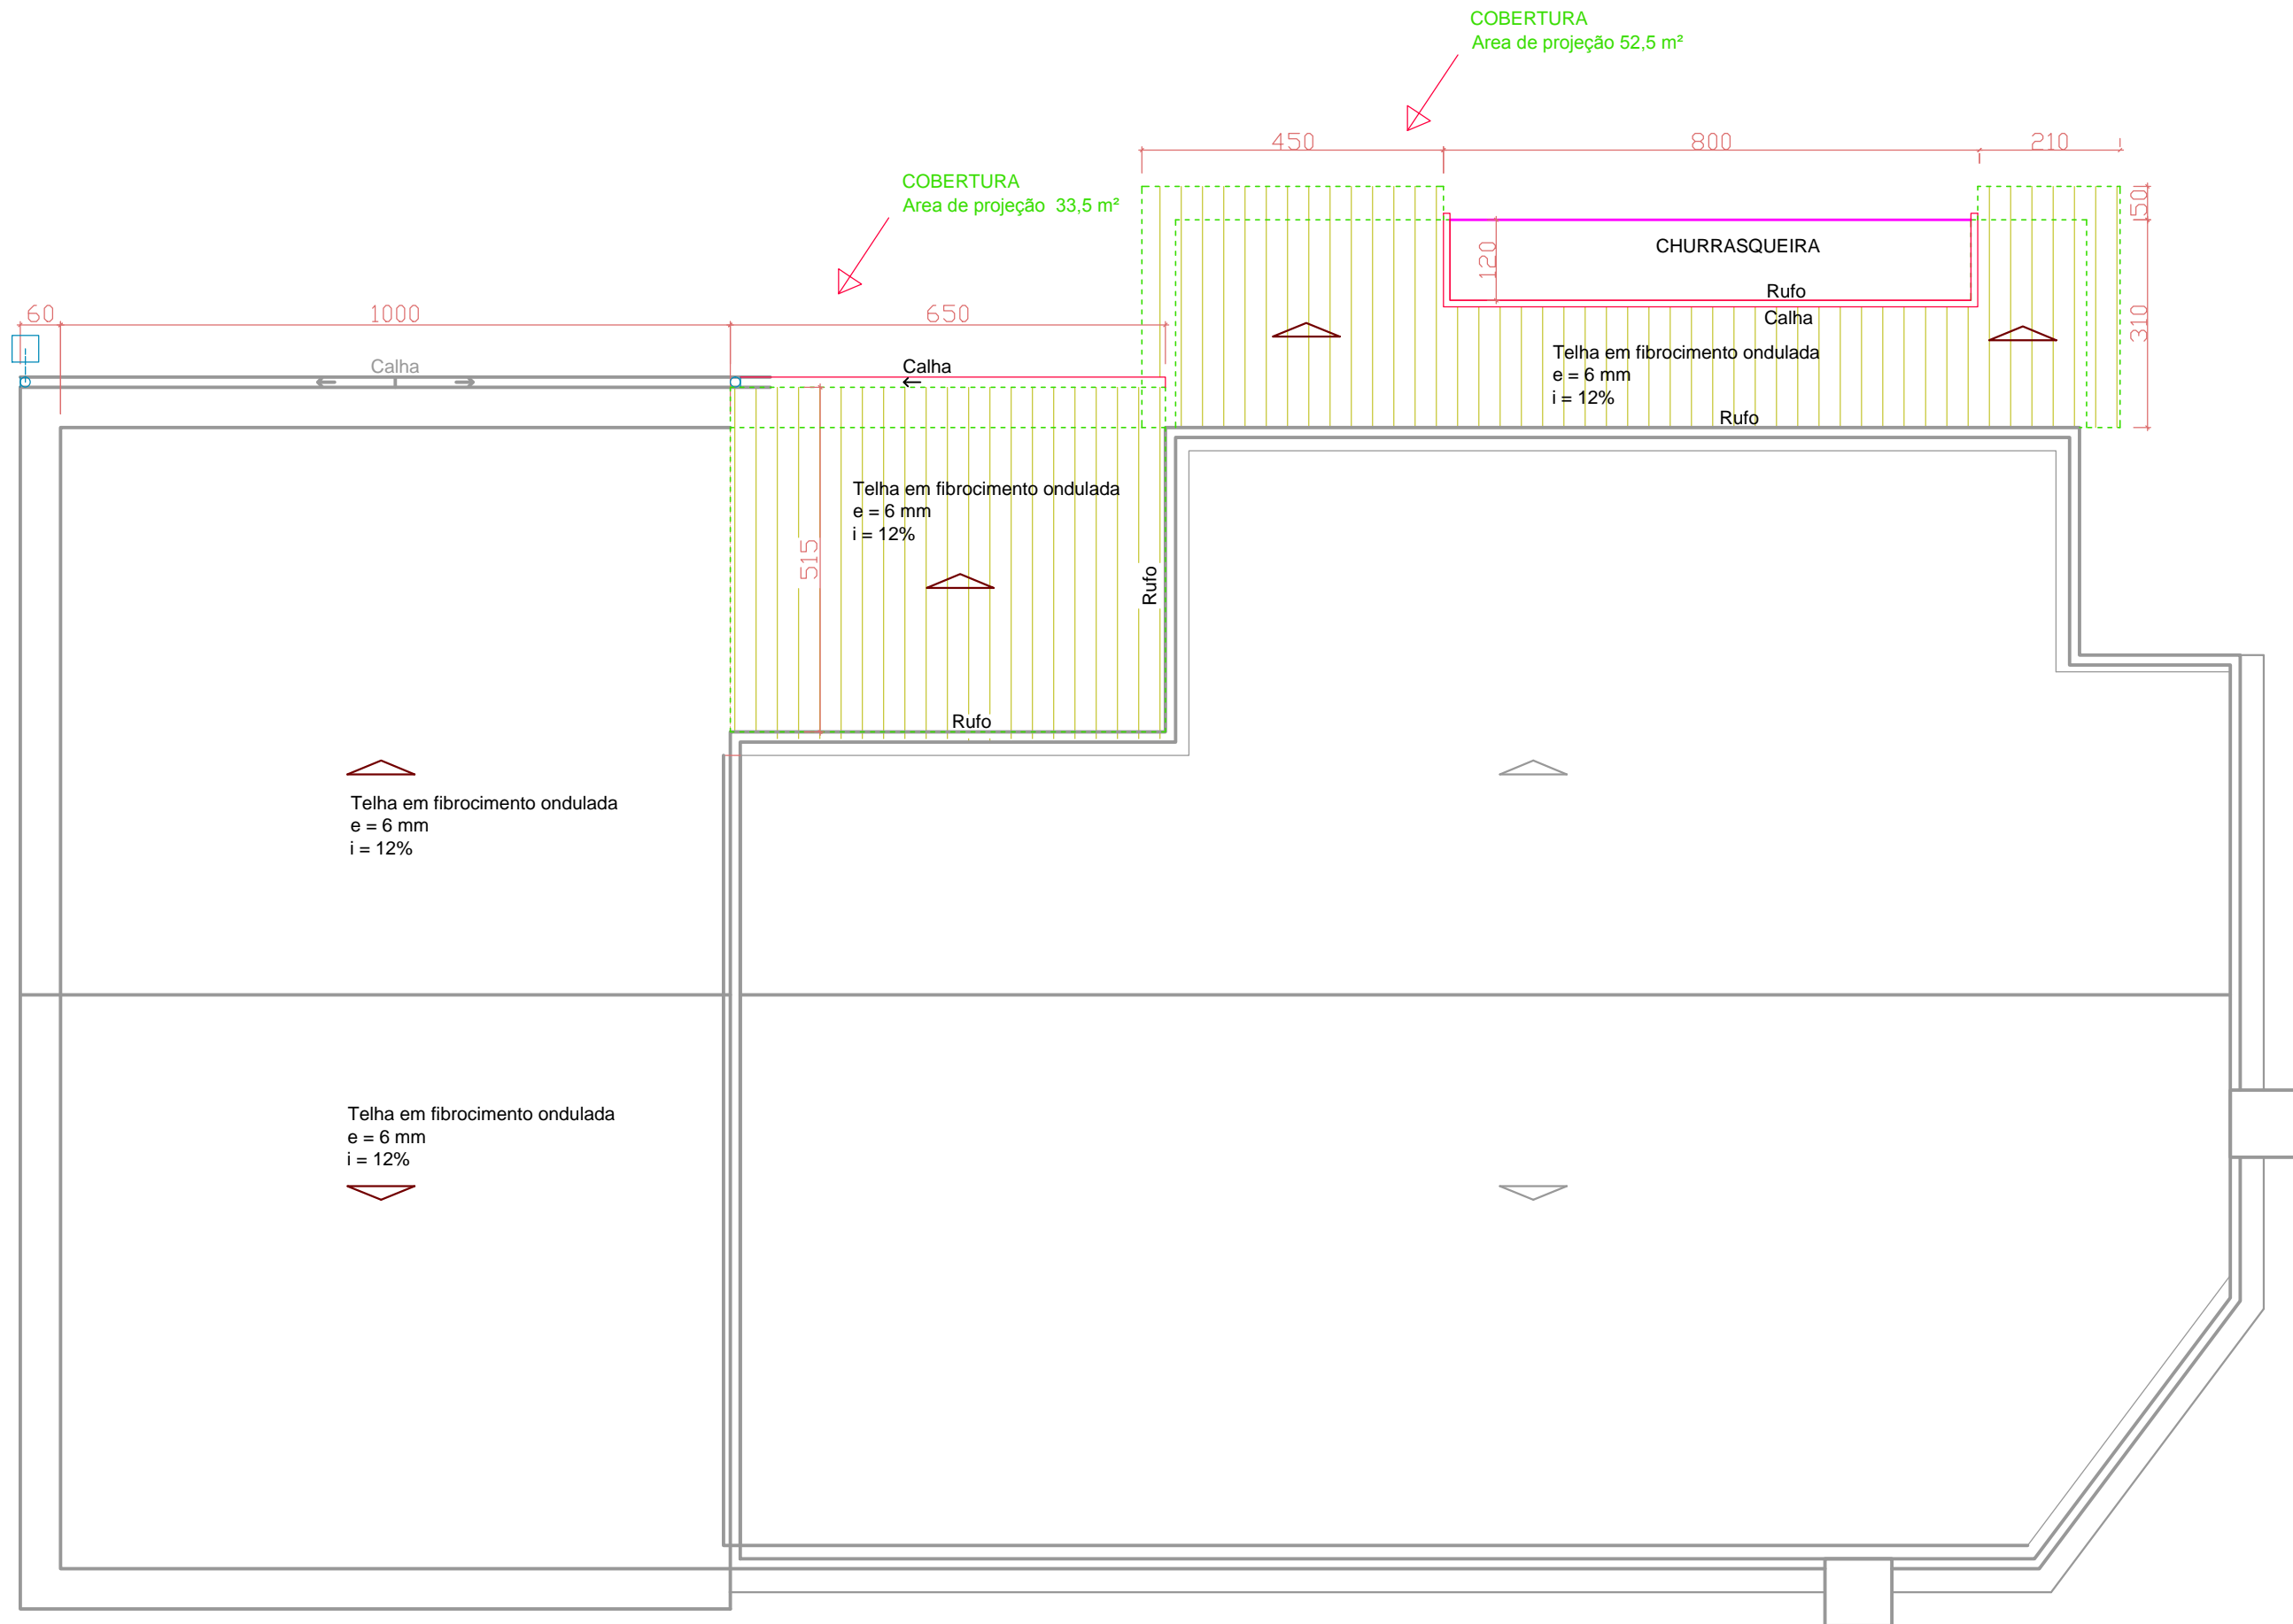 COBERTURA
Area de projeção 52,5 m²
450
800
210
COBERTURA
Area de projeção  33,5 m²
50
CHURRASQUEIRA
120
Rufo
Calha
310
60
1000
650
Calha
Calha
Telha em fibrocimento ondulada
e = 6 mm
i = 12%
Rufo
Telha em fibrocimento ondulada
e = 6 mm
i = 12%
515
Rufo
Rufo
Telha em fibrocimento ondulada
e = 6 mm
i = 12%
Telha em fibrocimento ondulada
e = 6 mm
i = 12%